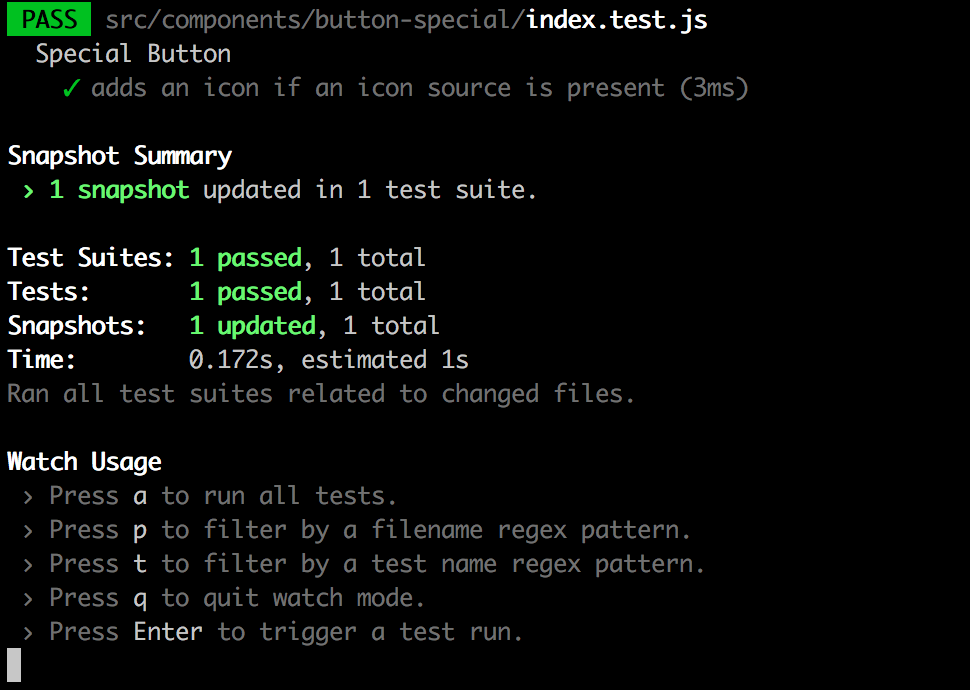 PASS src/components/button-special/index.test.js
Special Button
✓ adds an icon if an icon source is present (3ms)
Snapshot Summary
› 1 snapshot updated in 1 test suite.
Test Suites: 1 passed, 1 total
Tests: 1 passed, 1 total
Snapshots: 1 updated, 1 total
Time: 0.172s, estimated 1s
Ran all test suites related to changed files.
Watch Usage
› Press a to run all tests.
› Press p to filter by a filename regex pattern.
› Press t to filter by a test name regex pattern.
› Press q to quit watch mode.
› Press Enter to trigger a test run.